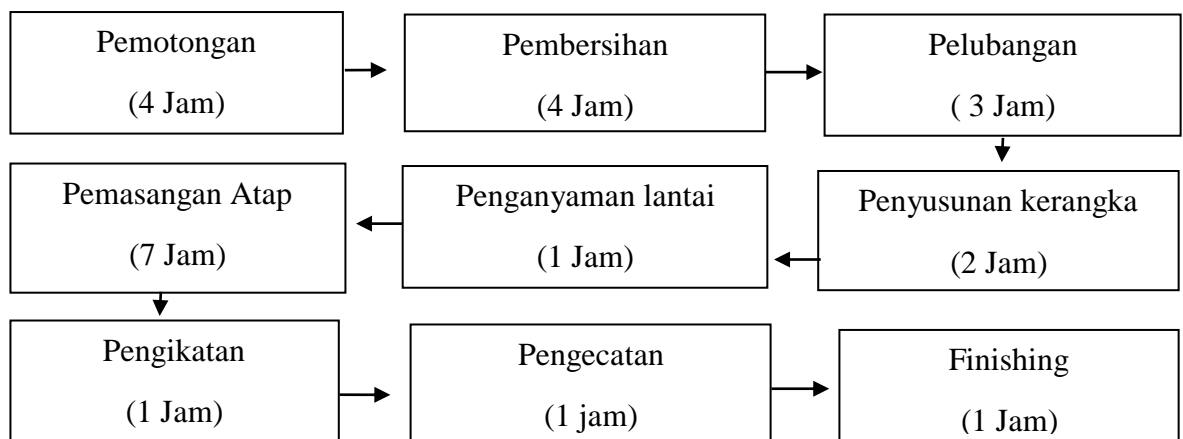 Pemotongan
(4 Jam)
Pembersihan
(4 Jam)
Pelubangan
( 3 Jam)
Penyusunan kerangka
(2 Jam)
Penganyaman lantai
(1 Jam)
Pemasangan Atap
(7 Jam)
Pengikatan
(1 Jam)
Pengecatan
(1 jam)
Finishing
(1 Jam)